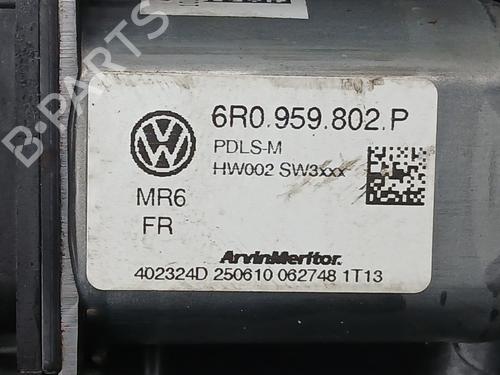 B-PARTS
6R0.959.802.P
PDLS-M
HW002 SW3xxx
MR6
FR
ArvinMeritor.
402324D 250610 062748 1T13